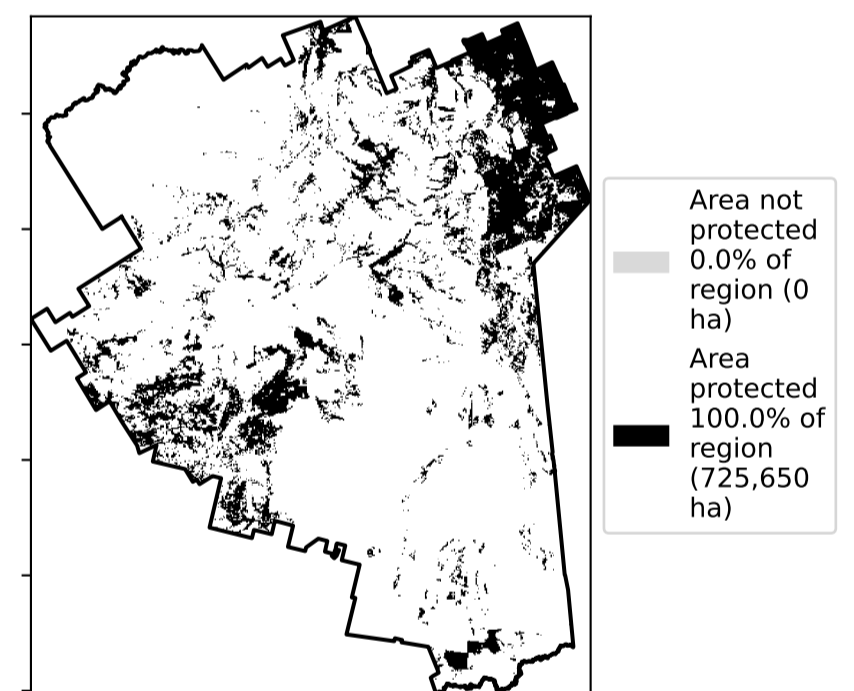 Area not
protected
0.0% of
region (0
ha)
Area
protected
100.0% of
region
(725,650
ha)